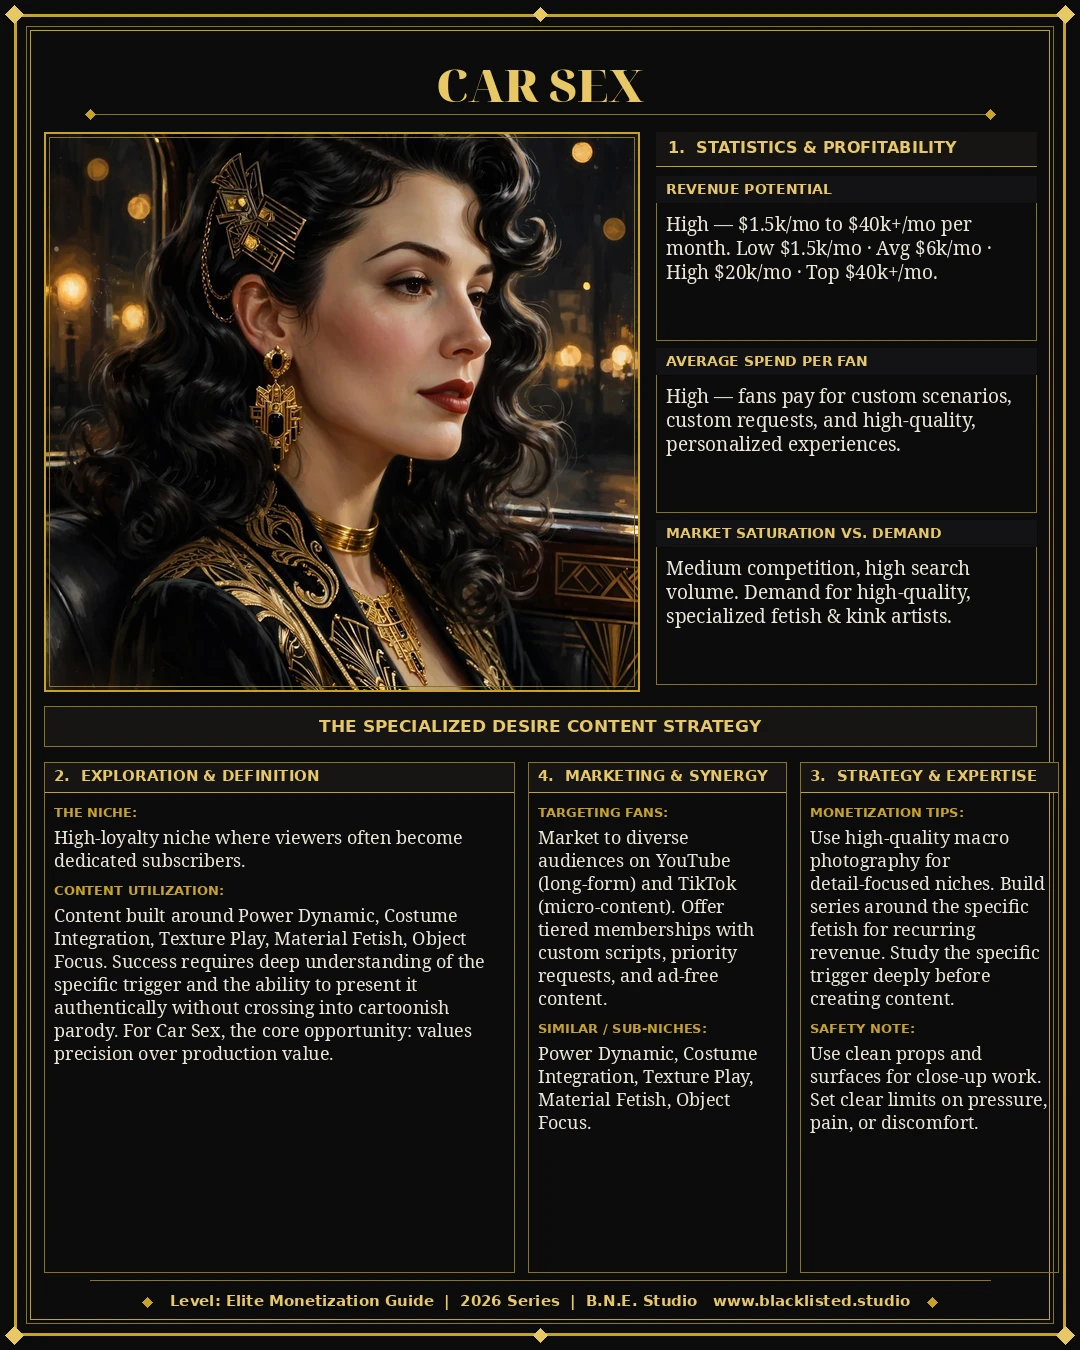 CAR SEX
1. STATISTICS & PROFITABILITY
REVENUE POTENTIAL
High — $1.5k/mo to $40k+/mo per
month. Low $1.5k/mo · Avg $6k/mo ·
High $20k/mo · Top $40k+/mo.
AVERAGE SPEND PER FAN
High — fans pay for custom scenarios,
custom requests, and high-quality,
personalized experiences.
MARKET SATURATION VS. DEMAND
Medium competition, high search
volume. Demand for high-quality,
specialized fetish & kink artists.
THE SPECIALIZED DESIRE CONTENT STRATEGY
2. EXPLORATION & DEFINITION
THE NICHE:
High-loyalty niche where viewers often become
dedicated subscribers.
CONTENT UTILIZATION:
Content built around Power Dynamic, Costume
Integration, Texture Play, Material Fetish, Object
Focus. Success requires deep understanding of the
specific trigger and the ability to present it
authentically without crossing into cartoonish
parody. For Car Sex, the core opportunity: values
precision over production value.
4. MARKETING & SYNERGY
TARGETING FANS:
Market to diverse
audiences on YouTube
(long-form) and TikTok
(micro-content). Offer
tiered memberships with
custom scripts, priority
requests, and ad-free
content.
SIMILAR / SUB-NICHES:
Power Dynamic, Costume
Integration, Texture Play,
Material Fetish, Object
Focus.
3. STRATEGY & EXPERTISE
MONETIZATION TIPS:
Use high-quality macro
photography for
detail-focused niches. Build
series around the specific
fetish for recurring
revenue. Study the specific
trigger deeply before
creating content.
SAFETY NOTE:
Use clean props and
surfaces for close-up work.
Set clear limits on pressure,
pain, or discomfort.
Level: Elite Monetization Guide | 2026 Series | B.N.E. Studio www.blacklisted.studio